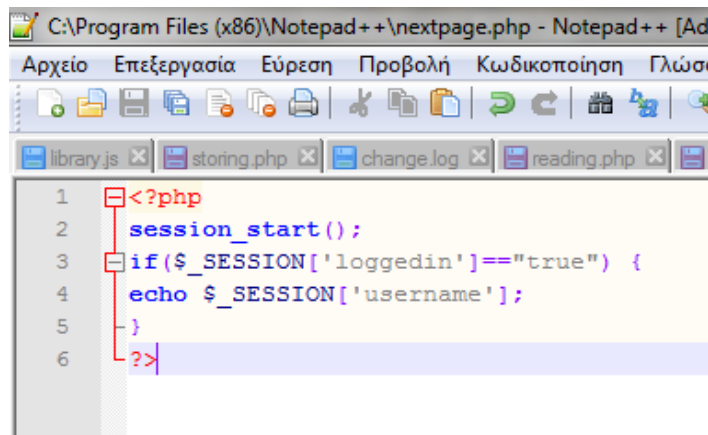 C:\Program Files (x86)\Notepad++\nextpage.php - Notepad++ [Ad
Αρχείο Επεξεργασία Εύρεση Προβολή Κωδικοποίηση Γλώσσ
library.js storing.php change.log reading.php
1 <?php
2 session_start();
3 if($_SESSION['loggedin']=="true") {
4 echo $_SESSION['username'];
5 }
6 ?>